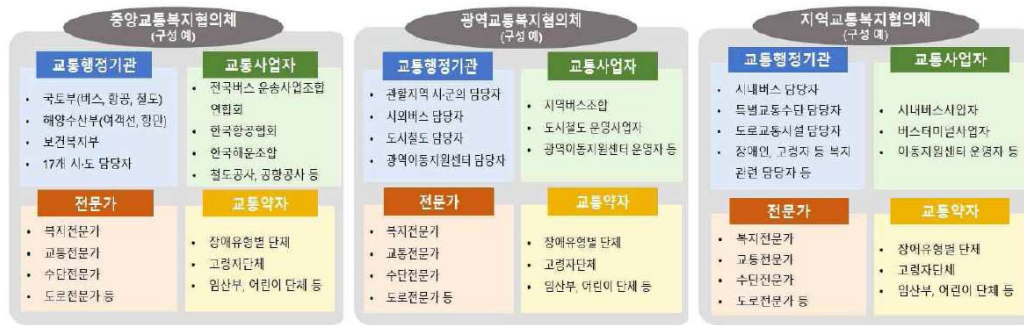 중앙교통복지협의체
(구성 예)
교통행정기관
• 국토부(버스, 항공, 철도)
• 해양수산부(여객선, 항만)
• 보건복지부
• 17개 시·도 담당자
교통사업자
• 전국버스 운송사업조합
연합회
• 한국항공협회
• 한국해운조합
• 철도공사, 공항공사 등
전문가
• 복지전문가
• 교통전문가
• 수단전문가
• 도로전문가 등
교통약자
• 장애유형별 단체
• 고령자단체
• 임산부, 어린이 단체 등
광역교통복지협의체
(구성 예)
교통행정기관
• 관할지역 시·군의 담당자
• 시외버스 담당자
• 도시철도 담당자
• 광역이동지원센터 담당자
교통사업자
• 지역버스조합
• 도시철도 운영사업자
• 광역이동지원센터 운영자 등
전문가
• 복지전문가
• 교통전문가
• 수단전문가
• 도로전문가 등
교통약자
• 장애유형별 단체
• 고령자단체
• 임산부, 어린이 단체 등
지역교통복지협의체
(구성 예)
교통행정기관
• 시내버스 담당자
• 특별교통수단 담당자
• 도로교통시설 담당자
• 장애인, 고령자 등 복지
관련 담당자 등
교통사업자
• 시내버스사업자
• 버스터미널사업자
• 이동지원센터 운영자 등
전문가
• 복지전문가
• 교통전문가
• 수단전문가
• 도로전문가 등
교통약자
• 장애유형별 단체
• 고령자단체
• 임산부, 어린이 단체 등